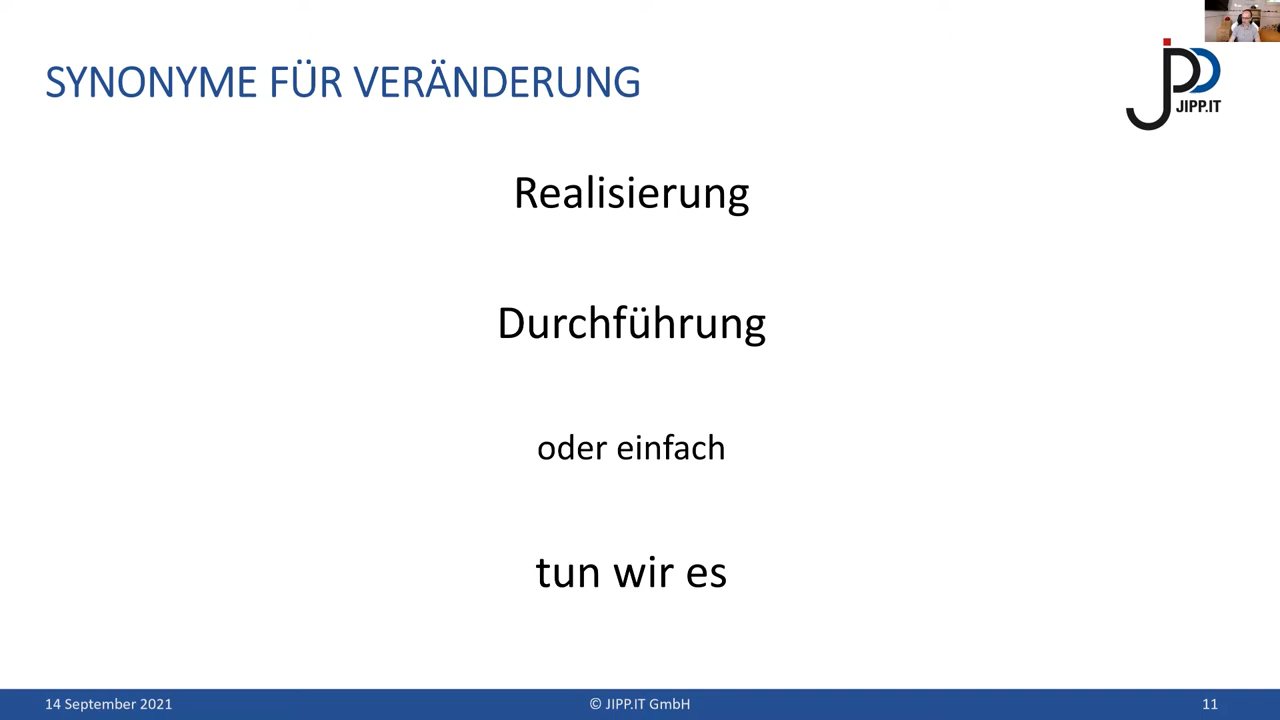 SYNONYME FÜR VERÄNDERUNG
JIPP.IT
Realisierung
Durchführung
oder einfach
tun wir es
14 September 2021
© JIPP.IT GmbH
11